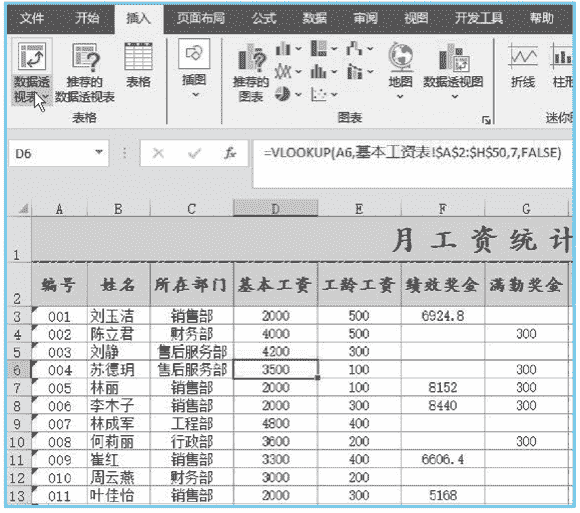 文件 开始 插入 页面布局 公式 数据 审阅 视图 开发工具 帮助
数据透视表 推荐的数据透视表 表格 插图 推荐的图表 地图 数据透视图 折线 柱形
表格 图表 迷你
D6 fx =VLOOKUP(A6,基本工资表!$A$2:$H$50,7,FALSE)
A B C D E F G
1 月工资统计
2 编号 姓名 所在部门 基本工资 工龄工资 绩效奖金 满勤奖金
3 001 刘玉洁 销售部 2000 500 6924.8
4 002 陈立君 财务部 4000 500 300
5 003 刘静 售后服务部 4200 300
6 004 苏德玥 售后服务部 3500 100 300
7 005 林丽 销售部 2000 100 8152 300
8 006 李木子 销售部 2000 300 8440 300
9 007 林成军 工程部 4800 400
10 008 何莉丽 行政部 3600 200 300
11 009 崔红 销售部 3300 400 6606.4
12 010 周云燕 财务部 3000 200
13 011 叶佳怡 销售部 2000 300 5168